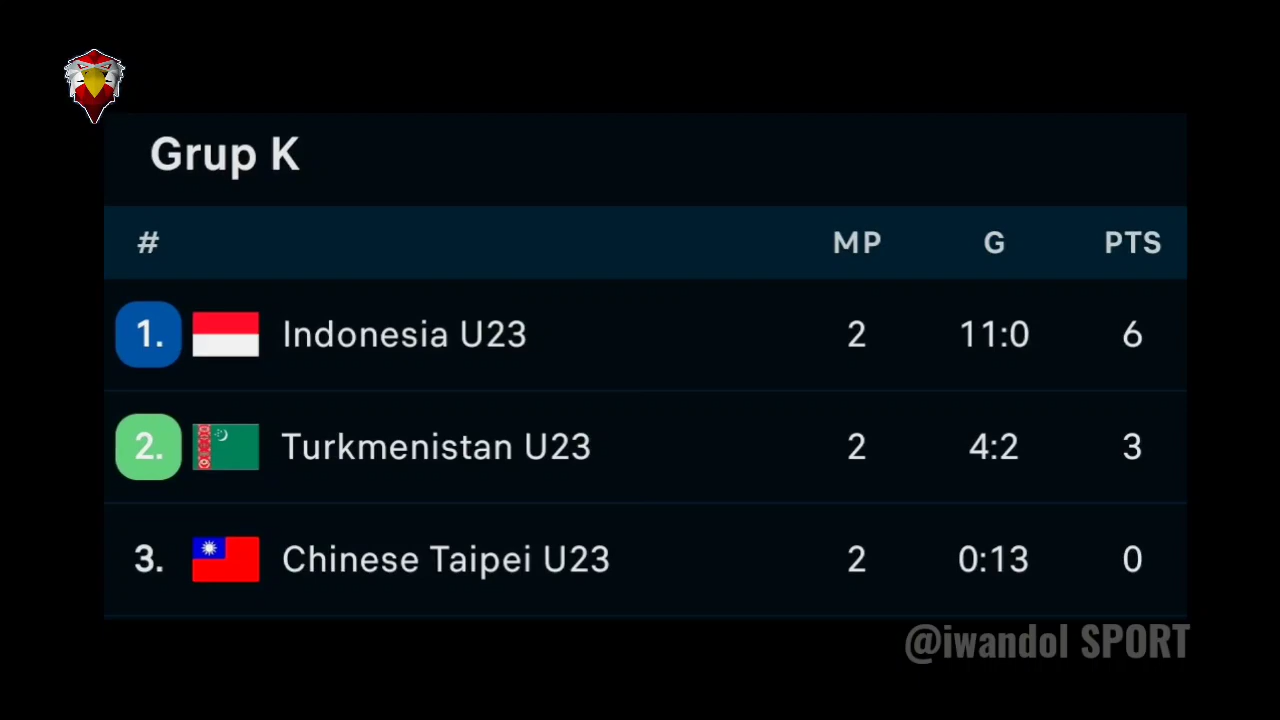 Grup K
# MP G PTS
1. Indonesia U23 2 11:0 6
2. Turkmenistan U23 2 4:2 3
3. Chinese Taipei U23 2 0:13 0
@iwandol SPORT